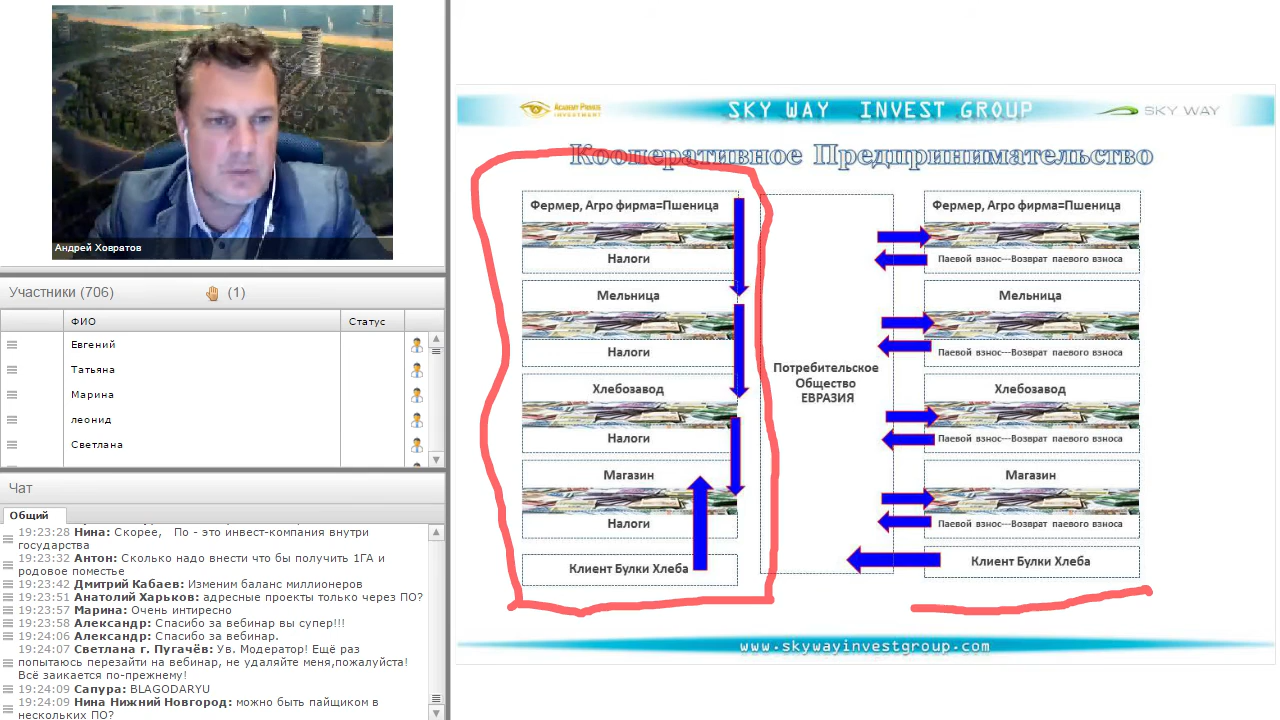 Андрей Ховратов
Участники (706)
(1)
ФИО
Статус
Евгений
Татьяна
Марина
леонид
Светлана
Чат
Общий
19:23:28 Нина: Скорее, По - это инвест-компания внутри
государства
19:23:32 Антон: Сколько надо внести что бы получить 1ГА и
родовое поместье
19:23:42 Дмитрий Кабаев: Изменим баланс миллионеров
19:23:51 Анатолий Харьков: адресные проекты только через ПО?
19:23:57 Марина: Очень интиресно
19:23:58 Александр: Спасибо за вебинар вы супер!!!
19:24:06 Александр: Спасибо за вебинар.
19:24:07 Светлана г. Пугачёв: Ув. Модератор! Ещё раз
попытаюсь перезайти на вебинар, не удаляйте меня,пожалуйста!
Всё заикается по-прежнему!
19:24:09 Сапура: BLAGODARYU
19:24:09 Нина Нижний Новгород: можно быть пайщиком в
нескольких ПО?
INVESTMENT
SKY WAY INVEST GROUP
SKY WAY
Кооперативное Предпринимательство
Фермер, Агро фирма=Пшеница
Налоги
Мельница
Налоги
Хлебозавод
Налоги
Магазин
Налоги
Клиент Булки Хлеба
Потребительское
Общество
ЕВРАЗИЯ
Фермер, Агро фирма=Пшеница
Паевой взнос---Возврат паевого взноса
Мельница
Паевой взнос---Возврат паевого взноса
Хлебозавод
Паевой взнос---Возврат паевого взноса
Магазин
Паевой взнос---Возврат паевого взноса
Клиент Булки Хлеба
www.skywayinvestgroup.com